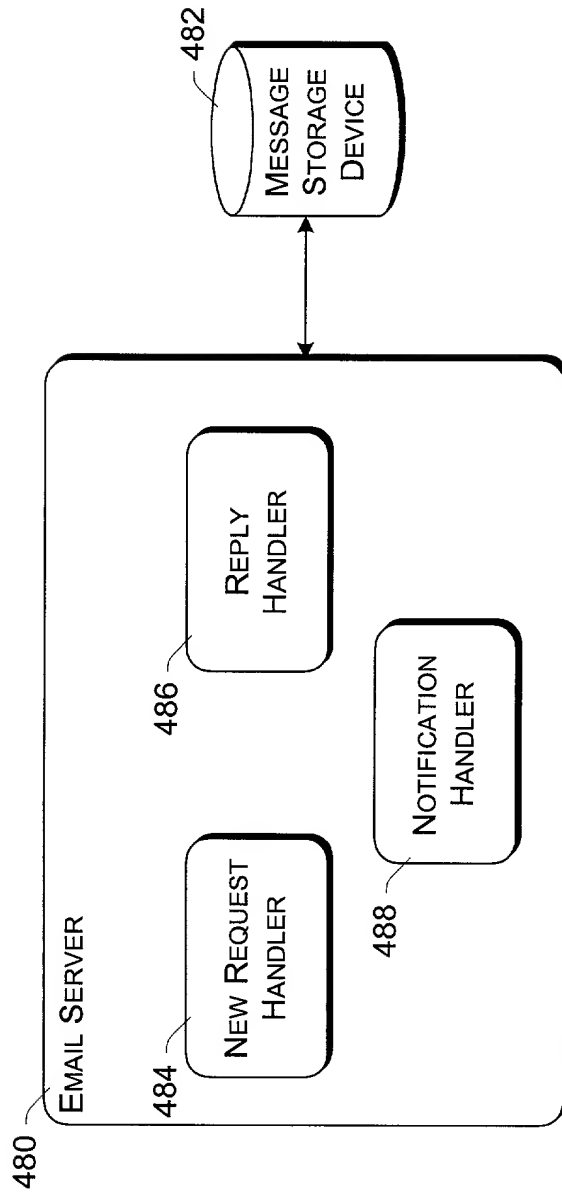 480
EMAIL SERVER
484
NEW REQUEST
HANDLER
486
REPLY
HANDLER
488
NOTIFICATION
HANDLER
482
MESSAGE
STORAGE
DEVICE